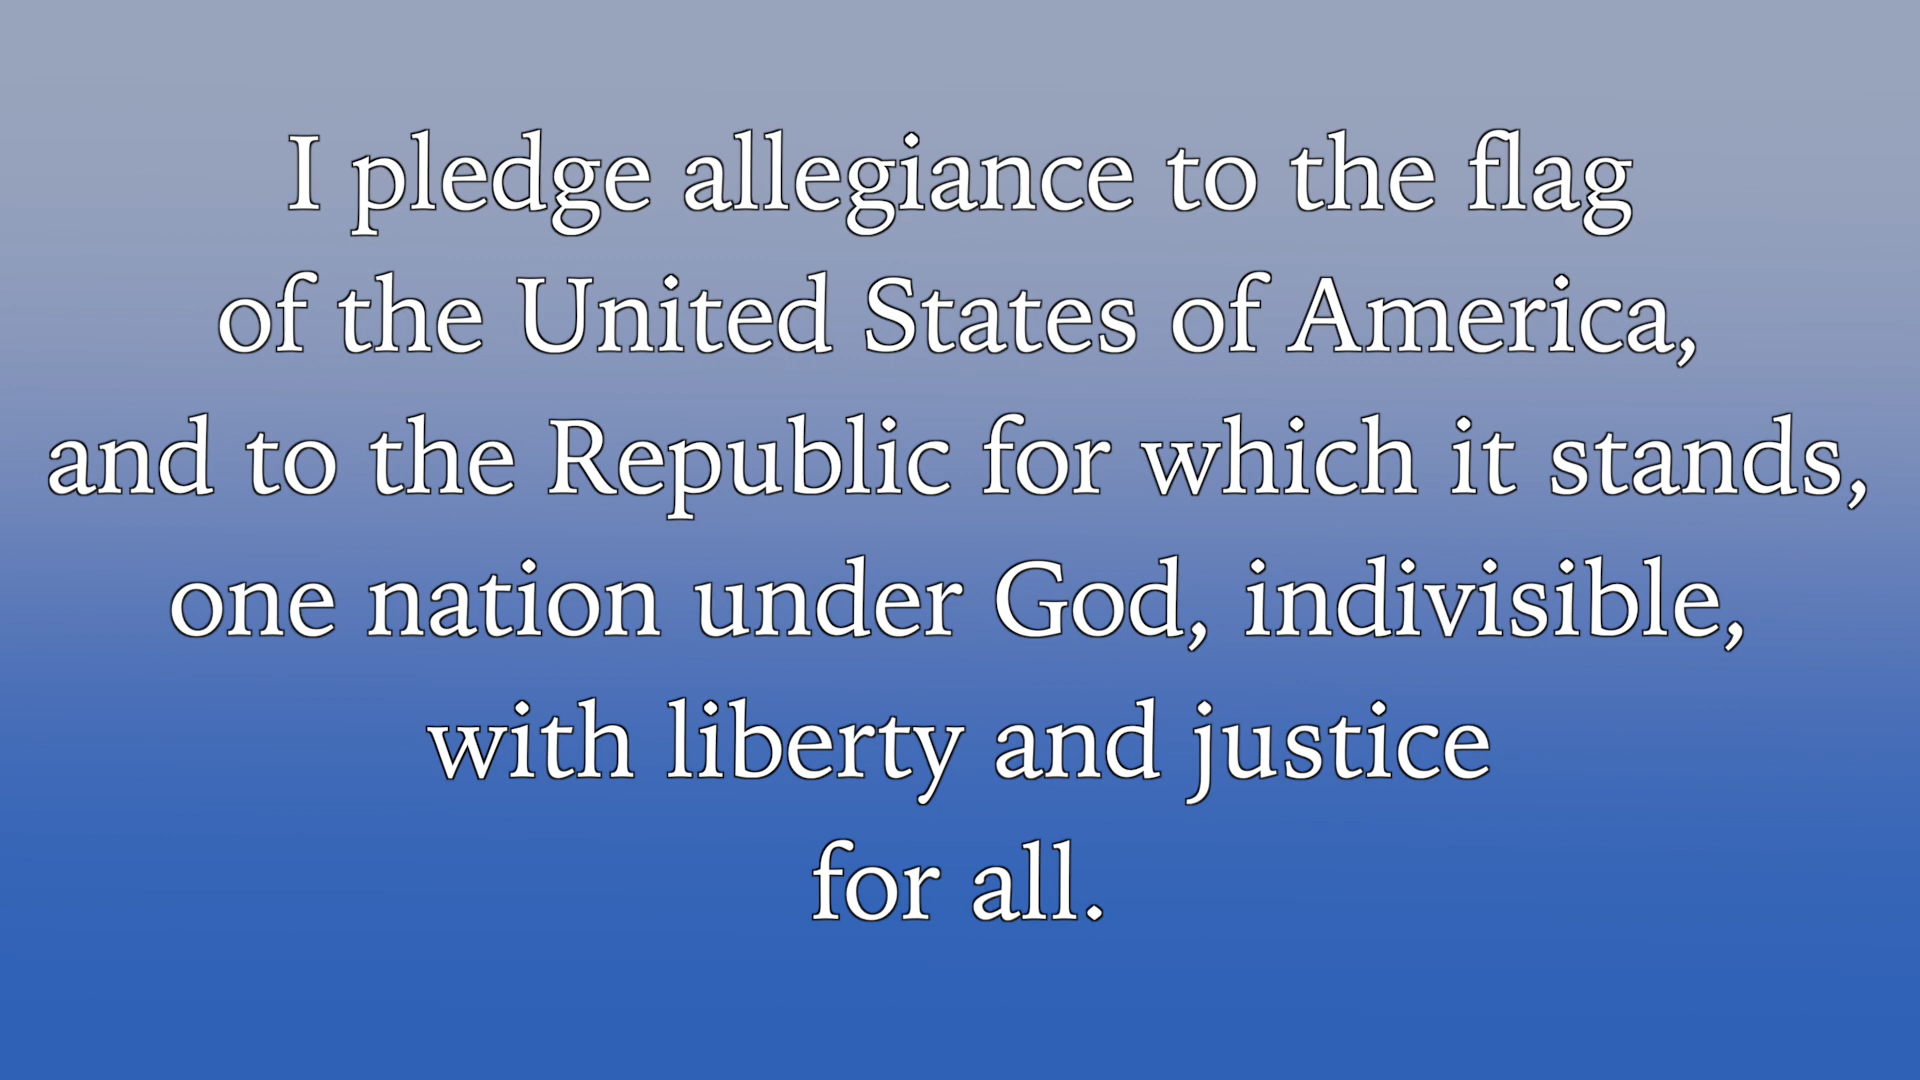 I pledge allegiance to the flag
of the United States of America,
and to the Republic for which it stands,
one nation under God, indivisible,
with liberty and justice
for all.